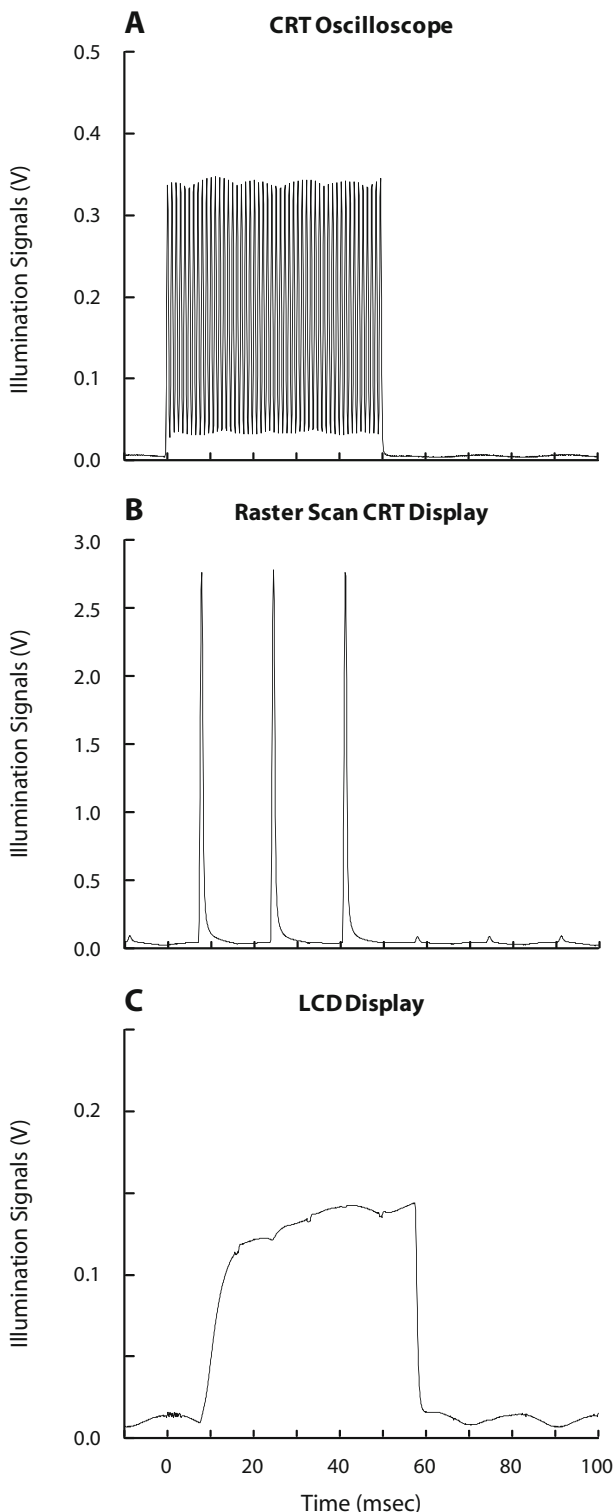 A
CRT Oscilloscope
Illumination Signals (V)
0.5
0.4
0.3
0.2
0.1
0.0
B
Raster Scan CRT Display
Illumination Signals (V)
3.0
2.5
2.0
1.5
1.0
0.5
0.0
C
LCD Display
Illumination Signals (V)
0.2
0.1
0.0
0 20 40 60 80 100
Time (msec)